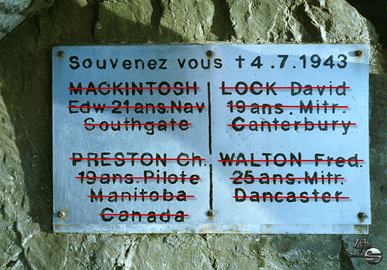 Souvenez vous † 4.7.1943
MACKINTOSH
Edw 21 ans. Nav
Southgate
LOCK David
19 ans. Mitr.
Canterbury
PRESTON Ch.
19 ans. Pilote
Manitoba
Canada
WALTON Fred.
25 ans. Mitr.
Dancaster